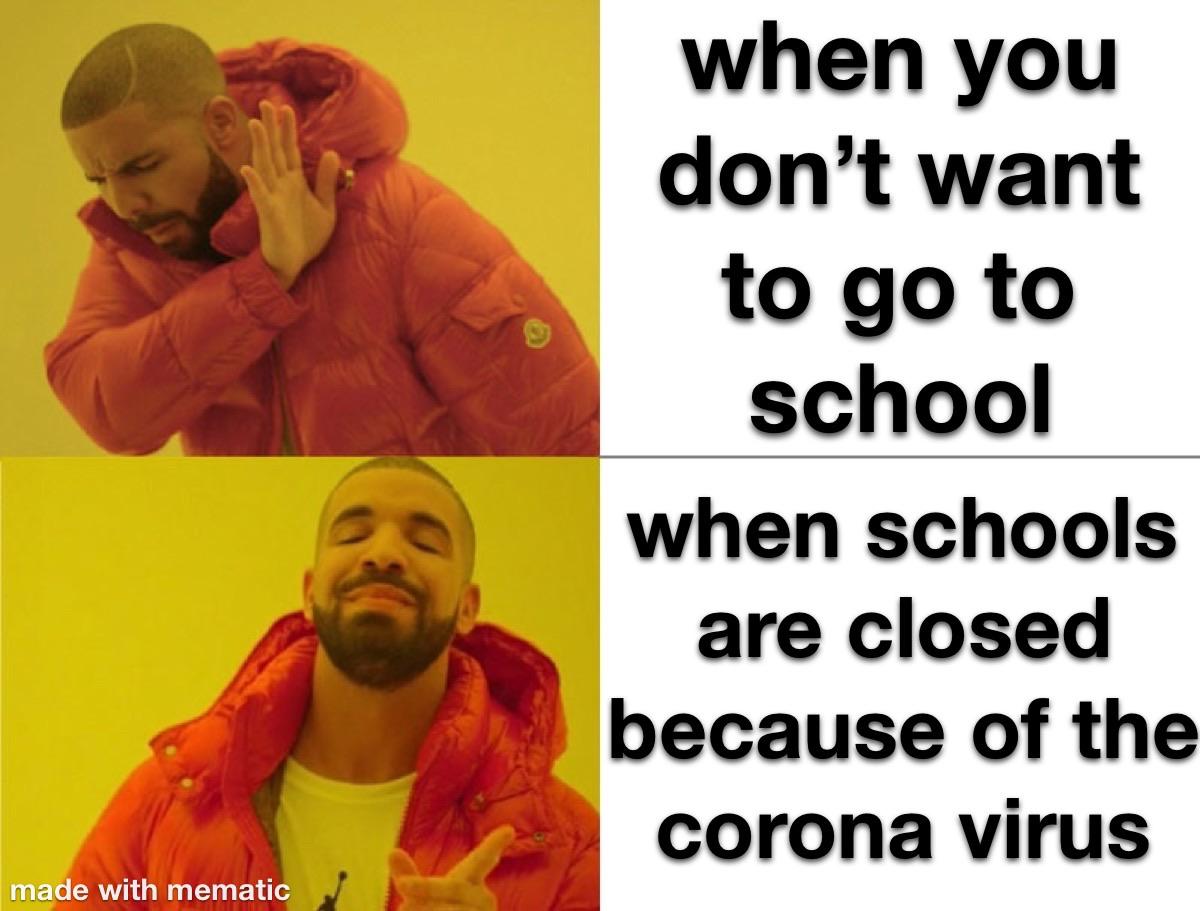 when you
don’t want
to go to
school
when schools
are closed
because of the
corona virus
made with mematic